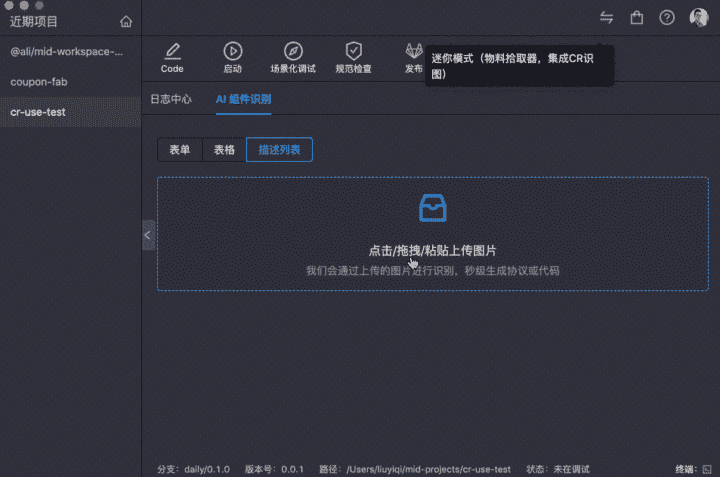 近期项目
@ali/mid-workspace-...
coupon-fab
cr-use-test
Code
启动
场景化调试
规范检查
发布
迷你模式（物料拾取器，集成CR识
图）
日志中心
AI 组件识别
表单
表格
描述列表
点击/拖拽/粘贴上传图片
我们会通过上传的图片进行识别，秒级生成协议或代码
分支：daily/0.1.0 版本号：0.0.1 路径：/Users/liuyiqi/mid-projects/cr-use-test 状态：未在调试 终端：